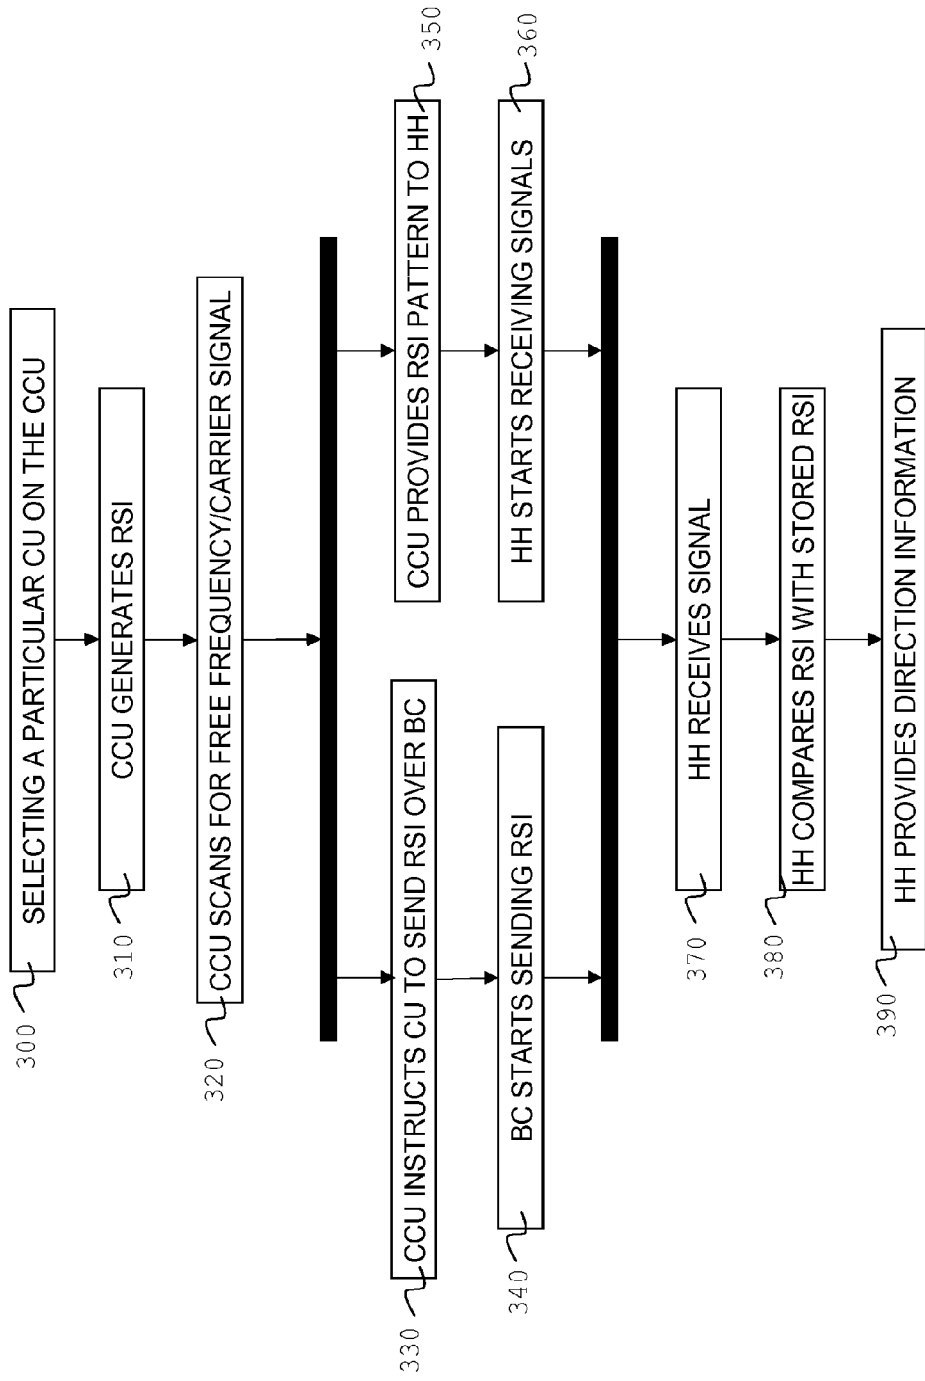 300
SELECTING A PARTICULAR CU ON THE CCU
310
CCU GENERATES RSI
320
CCU SCANS FOR FREE FREQUENCY/CARRIER SIGNAL
330
CCU INSTRUCTS CU TO SEND RSI OVER BC
340
BC STARTS SENDING RSI
CCU PROVIDES RSI PATTERN TO HH
350
HH STARTS RECEIVING SIGNALS
360
370
HH RECEIVES SIGNAL
380
HH COMPARES RSI WITH STORED RSI
390
HH PROVIDES DIRECTION INFORMATION